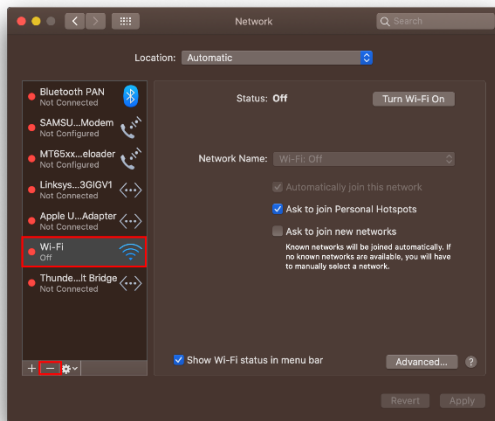 Network
Search
Location: Automatic
Bluetooth PAN
Not Connected
SAMSU...Modem
Not Configured
MT65xx...eloader
Not Configured
Linksys...3GIGV1
Not Connected
Apple U...Adapter
Not Connected
Wi-Fi
Off
Thunde...lt Bridge
Not Connected
Status: Off
Turn Wi-Fi On
Network Name: Wi-Fi: Off
Automatically join this network
Ask to join Personal Hotspots
Ask to join new networks
Known networks will be joined automatically. If
no known networks are available, you will have
to manually select a network.
Show Wi-Fi status in menu bar
Advanced...
?
Revert
Apply